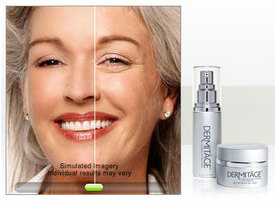 Simulated Imagery
Individual results may vary
DERMITAGE
DERMITAGE